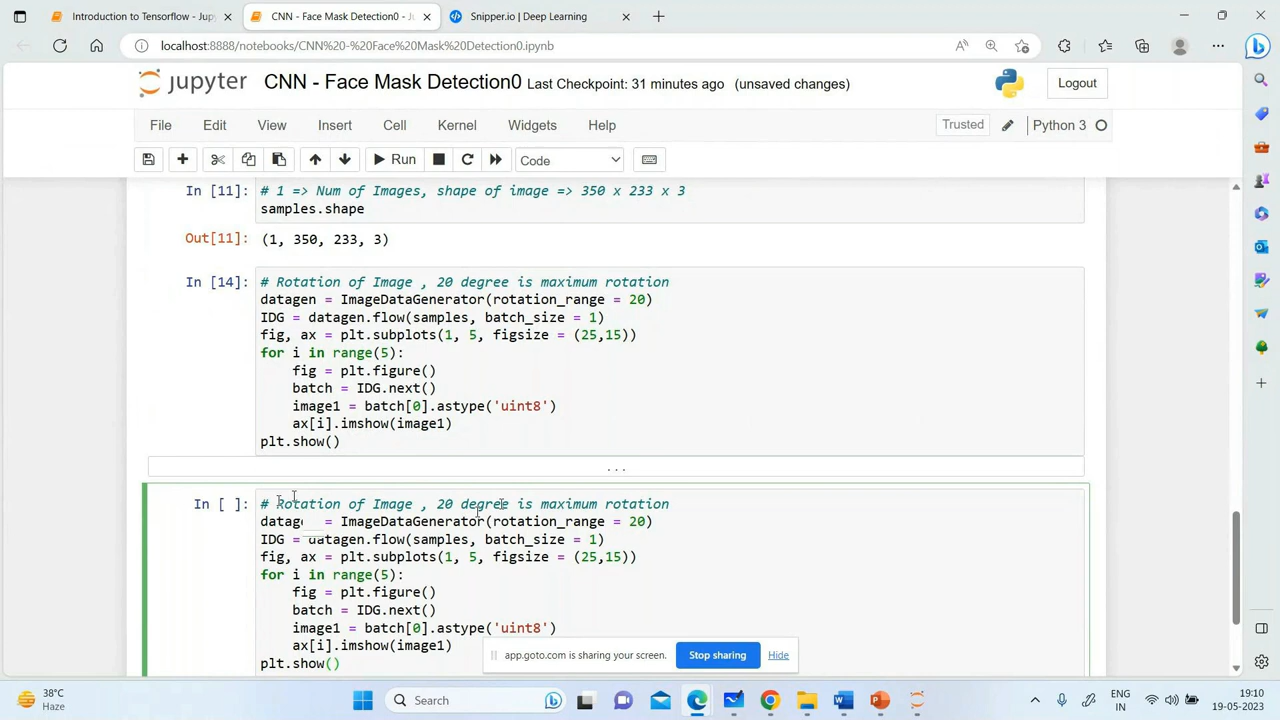 Introduction to Tensorflow - Jupy
CNN - Face Mask Detection0 - J
Snipper.io | Deep Learning
localhost:8888/notebooks/CNN%20-%20Face%20Mask%20Detection0.ipynb
jupyter CNN - Face Mask Detection0 Last Checkpoint: 31 minutes ago (unsaved changes)
Logout
File Edit View Insert Cell Kernel Widgets Help
Trusted
Python 3
Run
Code
In [11]: # 1 => Num of Images, shape of image => 350 x 233 x 3
samples.shape
Out[11]: (1, 350, 233, 3)
In [14]: # Rotation of Image , 20 degree is maximum rotation
datagen = ImageDataGenerator(rotation_range = 20)
IDG = datagen.flow(samples, batch_size = 1)
fig, ax = plt.subplots(1, 5, figsize = (25,15))
for i in range(5):
    fig = plt.figure()
    batch = IDG.next()
    image1 = batch[0].astype('uint8')
    ax[i].imshow(image1)
plt.show()
...
In [ ]: # Rotation of Image , 20 degree is maximum rotation
datage = ImageDataGenerator(rotation_range = 20)
IDG = datagen.flow(samples, batch_size = 1)
fig, ax = plt.subplots(1, 5, figsize = (25,15))
for i in range(5):
    fig = plt.figure()
    batch = IDG.next()
    image1 = batch[0].astype('uint8')
    ax[i].imshow(image1)
plt.show()
app.goto.com is sharing your screen. Stop sharing Hide
38°C
Haze
Search
ENG
IN
19:10
19-05-2023